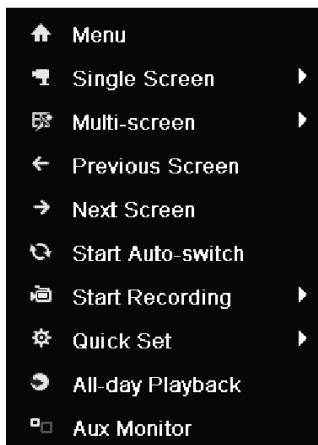 Menu
Single Screen
Multi-screen
Previous Screen
Next Screen
Start Auto-switch
Start Recording
Quick Set
All-day Playback
Aux Monitor